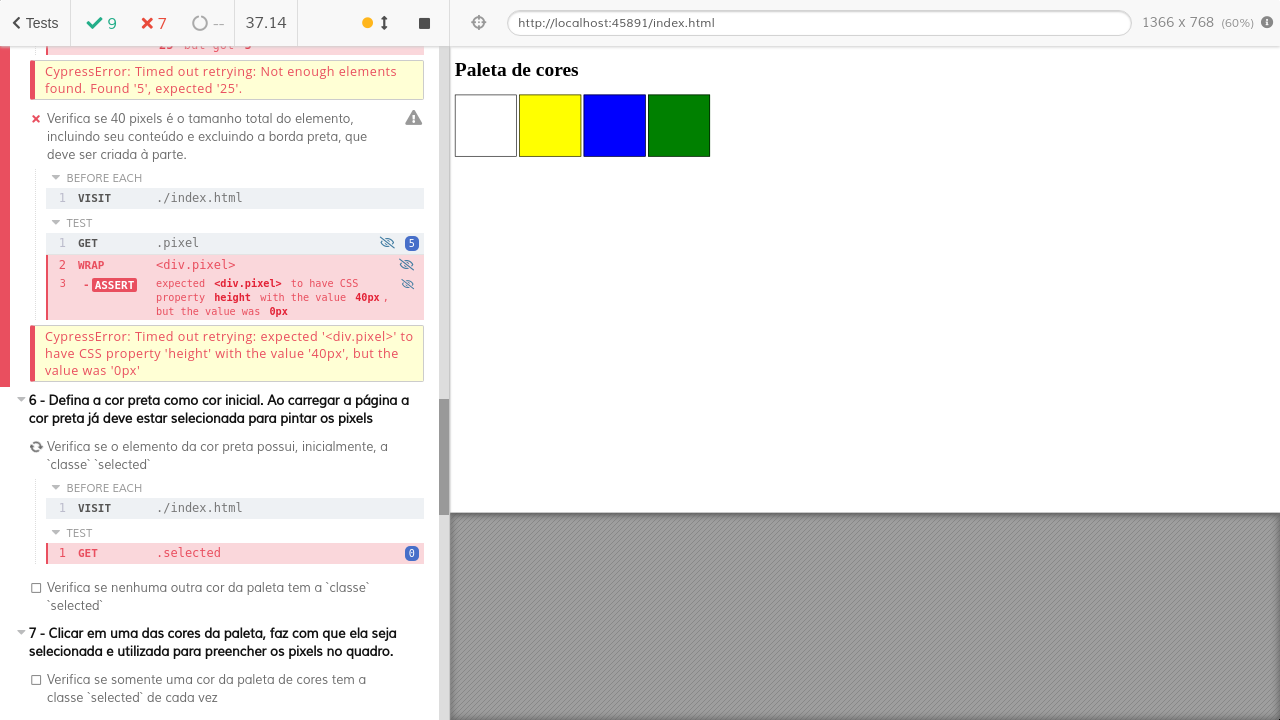 Tests
9
7
--
37.14
http://localhost:45891/index.html
1366 x 768 (60%)
CypressError: Timed out retrying: Not enough elements
found. Found '5', expected '25'.
Verifica se 40 pixels é o tamanho total do elemento,
incluindo seu conteúdo e excluindo a borda preta, que
deve ser criada à parte.
BEFORE EACH
1 VISIT ./index.html
TEST
1 GET .pixel 5
2 WRAP <div.pixel>
3 - ASSERT expected <div.pixel> to have CSS
property height with the value 40px,
but the value was 0px
CypressError: Timed out retrying: expected '<div.pixel>' to
have CSS property 'height' with the value '40px', but the
value was '0px'
6 - Defina a cor preta como cor inicial. Ao carregar a página a
cor preta já deve estar selecionada para pintar os pixels
Verifica se o elemento da cor preta possui, inicialmente, a
`classe` `selected`
BEFORE EACH
1 VISIT ./index.html
TEST
1 GET .selected 0
Verifica se nenhuma outra cor da paleta tem a `classe`
`selected`
7 - Clicar em uma das cores da paleta, faz com que ela seja
selecionada e utilizada para preencher os pixels no quadro.
Verifica se somente uma cor da paleta de cores tem a
classe `selected` de cada vez
Paleta de cores